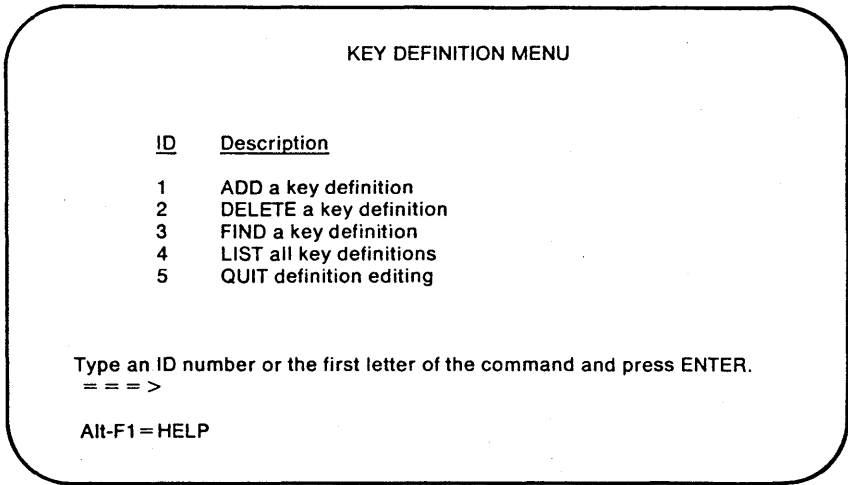 KEY DEFINITION MENU
ID Description
1 ADD a key definition
2 DELETE a key definition
3 FIND a key definition
4 LIST all key definitions
5 QUIT definition editing
Type an ID number or the first letter of the command and press ENTER.
= = = >
Alt-F1 = HELP